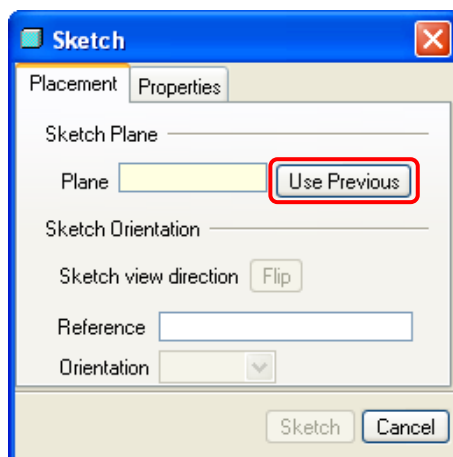 Sketch
Placement Properties
Sketch Plane
Plane Use Previous
Sketch Orientation
Sketch view direction Flip
Reference
Orientation
Sketch Cancel